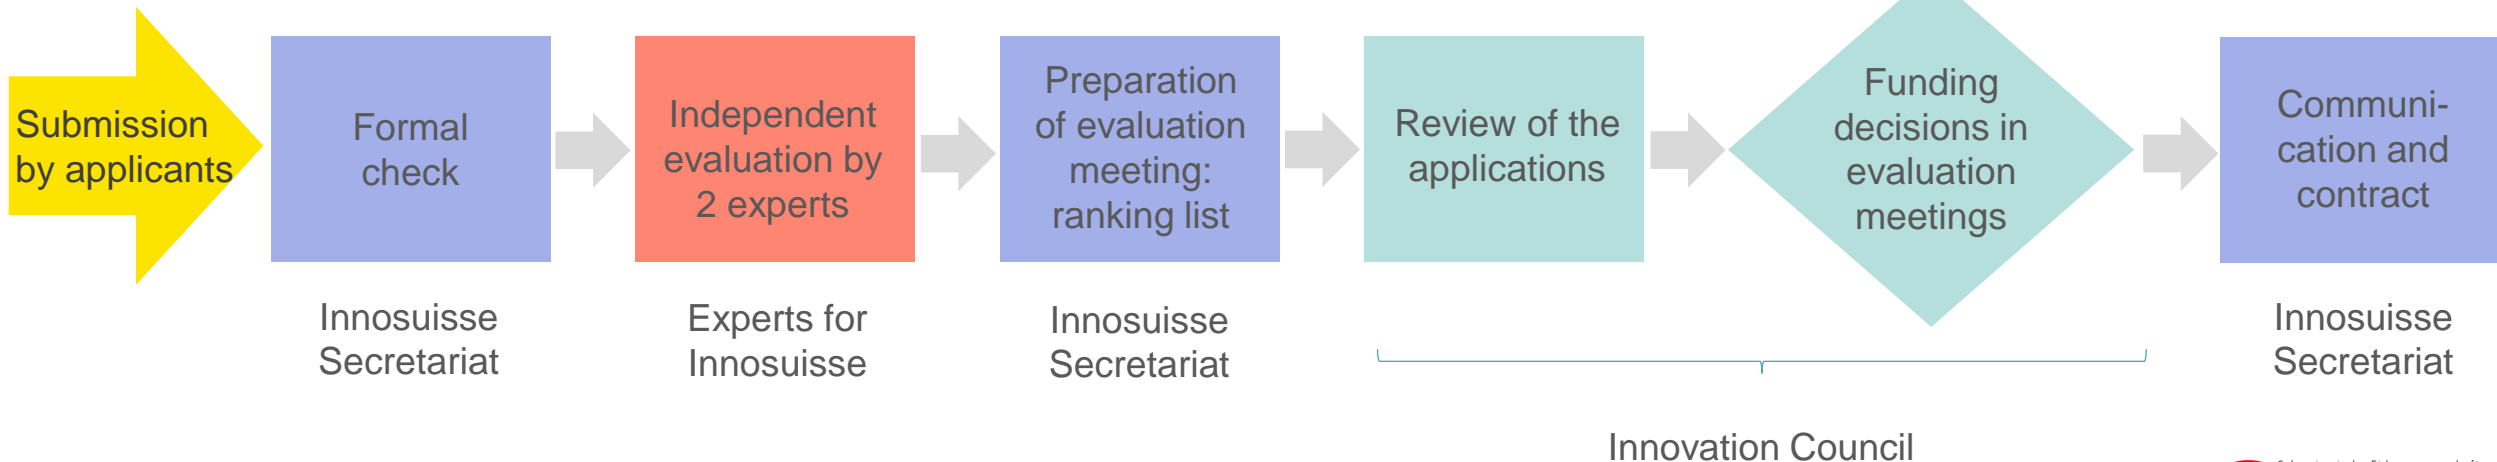 Submission
by applicants
Formal
check
Independent
evaluation by
2 experts
Preparation
of evaluation
meeting:
ranking list
Review of the
applications
Funding
decisions in
evaluation
meetings
Communi-
cation and
contract
Innosuisse
Secretariat
Experts for
Innosuisse
Innosuisse
Secretariat
Innosuisse
Secretariat
Innovation Council